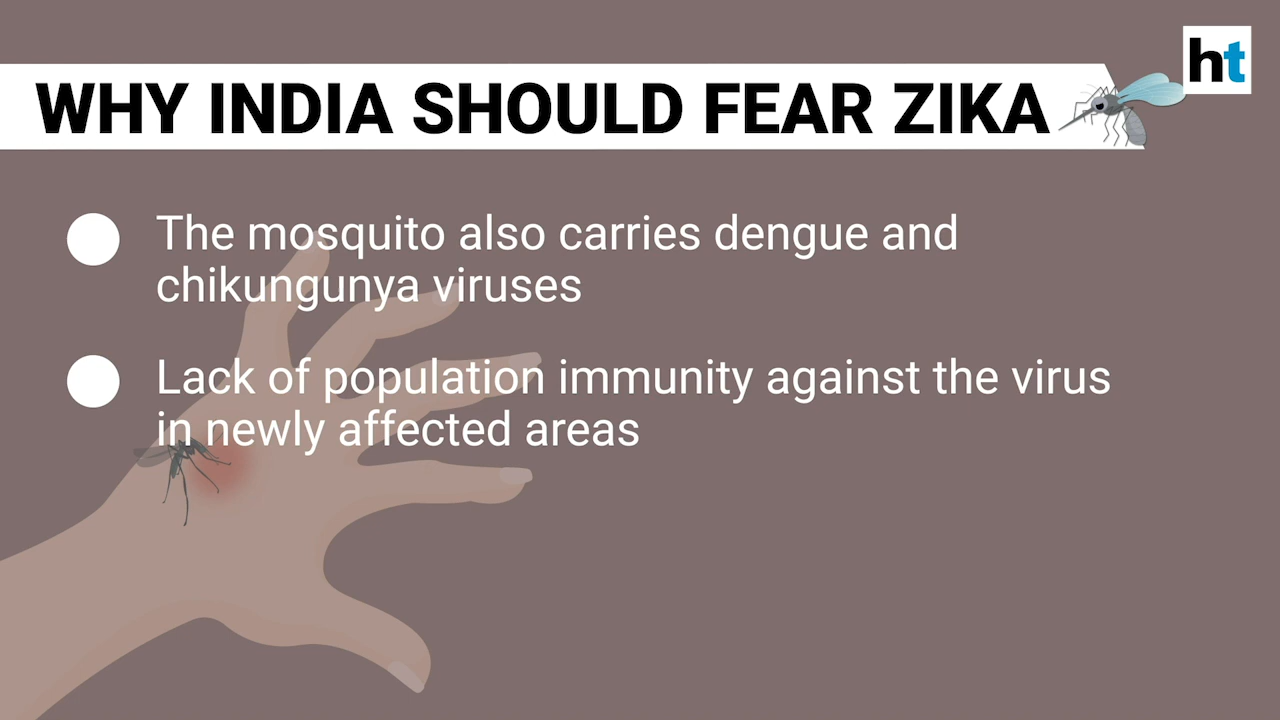 ht
WHY INDIA SHOULD FEAR ZIKA
The mosquito also carries dengue and
chikungunya viruses
Lack of population immunity against the virus
in newly affected areas